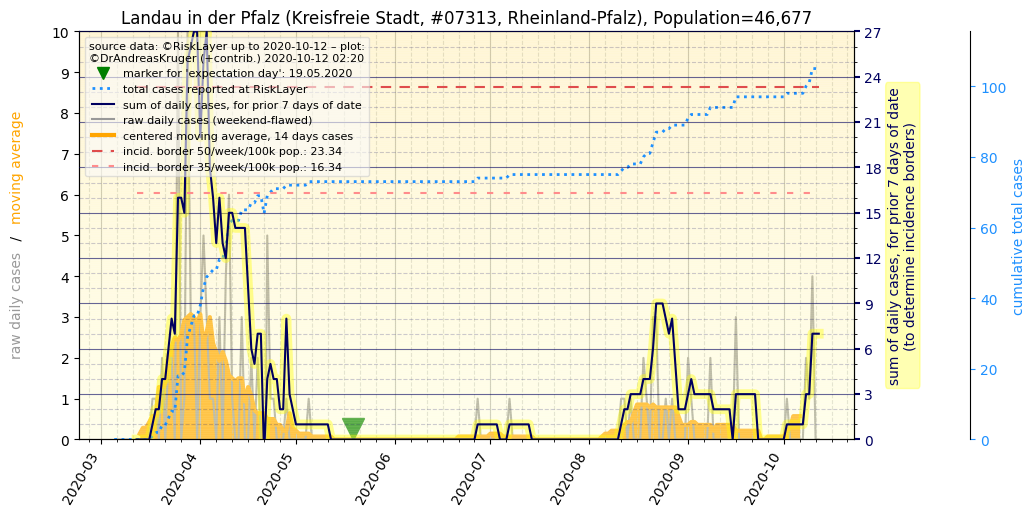 Landau in der Pfalz (Kreisfreie Stadt, #07313, Rheinland-Pfalz), Population=46,677
source data: ©RiskLayer up to 2020-10-12 – plot:
©DrAndreasKruger (+contrib.) 2020-10-12 02:20
marker for 'expectation day': 19.05.2020
total cases reported at RiskLayer
sum of daily cases, for prior 7 days of date
raw daily cases (weekend-flawed)
centered moving average, 14 days cases
incid. border 50/week/100k pop.: 23.34
incid. border 35/week/100k pop.: 16.34
raw daily cases / moving average
10
9
8
7
6
5
4
3
2
1
0
27
24
21
18
15
12
9
6
3
0
sum of daily cases, for prior 7 days of date
(to determine incidence borders)
100
80
60
40
20
0
cumulative total cases
2020-03
2020-04
2020-05
2020-06
2020-07
2020-08
2020-09
2020-10